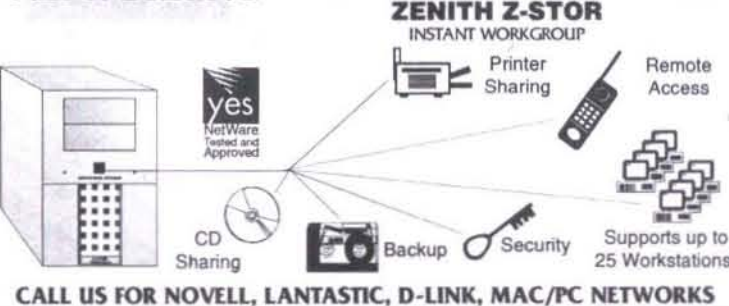 ZENITH Z-STOR
INSTANT WORKGROUP
Printer
Sharing
Remote
Access
yes
NetWare
Tested and
Approved
CD
Sharing
Backup
Security
Supports up to
25 Workstations
CALL US FOR NOVELL, LANTASTIC, D-LINK, MAC/PC NETWORKS